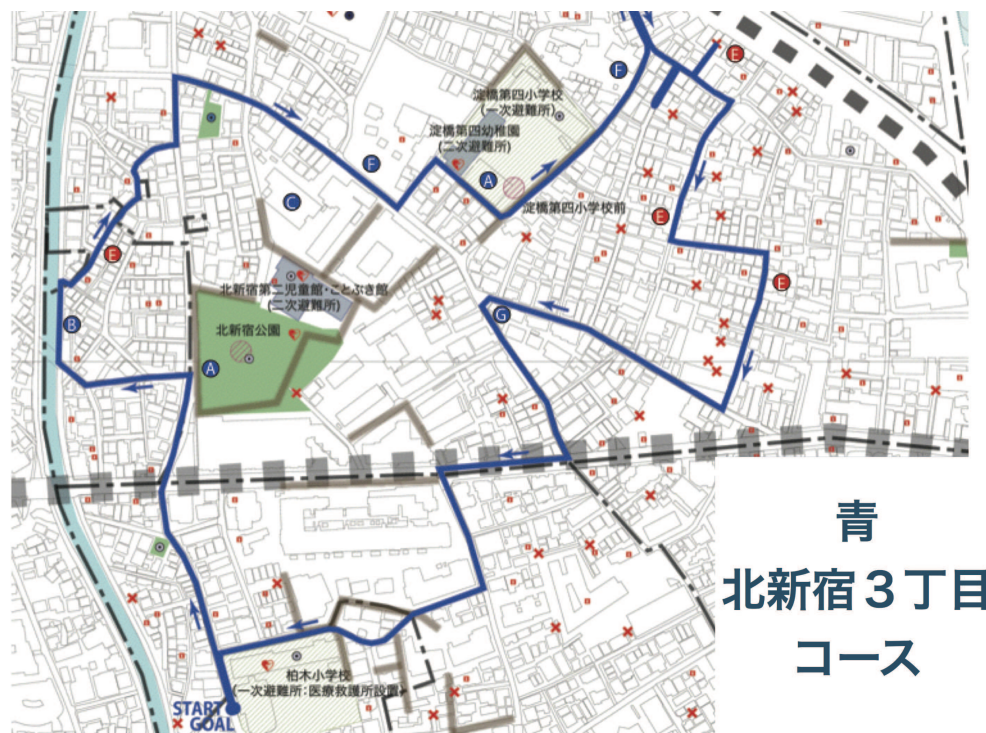 E
F
淀橋第四小学校
(一次避難所)
淀橋第四幼稚園
(二次避難所)
F
A
C
淀橋第四小学校前
E
E
E
北新宿第二児童館・ことぶき館
(二次避難所)
B
G
北新宿公園
A
青
北新宿3丁目
コース
柏木小学校
(一次避難所:医療救護所設置)
START
GOAL